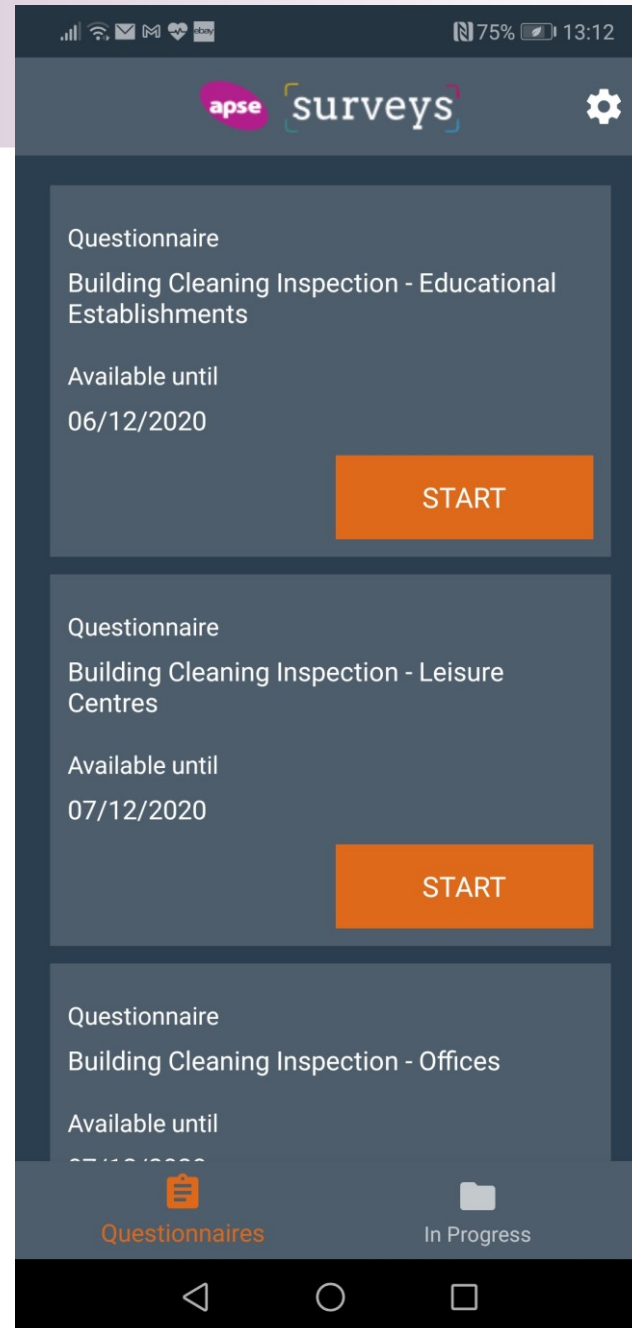 ebay
75% 13:12
apse surveys
Questionnaire
Building Cleaning Inspection - Educational
Establishments
Available until
06/12/2020
START
Questionnaire
Building Cleaning Inspection - Leisure
Centres
Available until
07/12/2020
START
Questionnaire
Building Cleaning Inspection - Offices
Available until
Questionnaires
In Progress